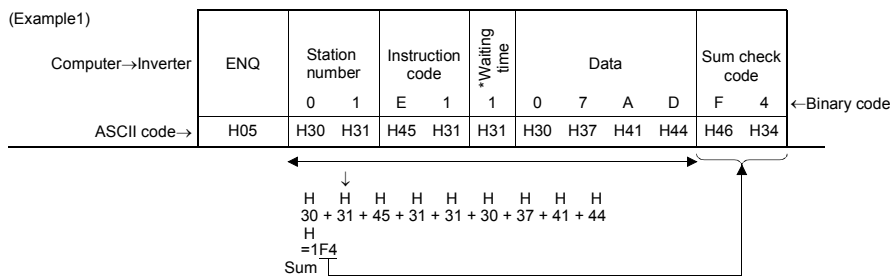 (Example1)
Computer→Inverter
ENQ
Station number
0 1
Instruction code
E 1
*Waiting time
1
Data
0 7 A D
Sum check code
F 4
←Binary code
ASCII code→
H05 H30 H31 H45 H31 H31 H30 H37 H41 H44 H46 H34
↓
H H H H H H H H H
30 + 31 + 45 + 31 + 31 + 30 + 37 + 41 + 44
H
=1F4
Sum